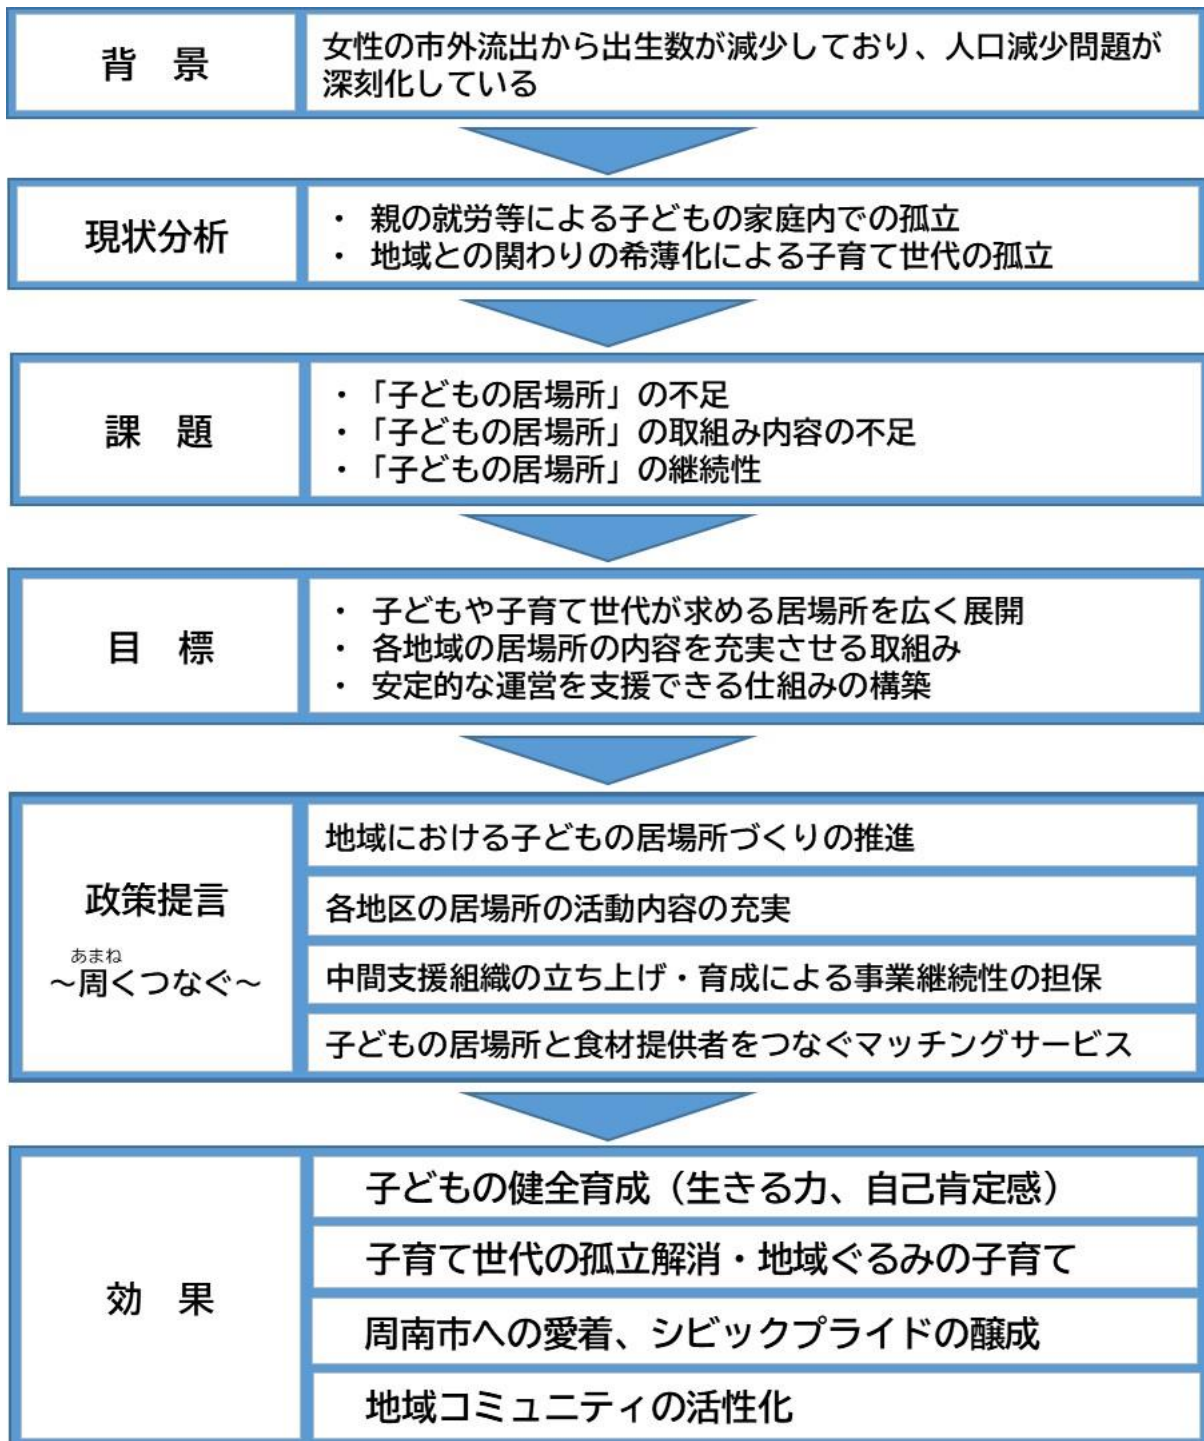 背　景
女性の市外流出から出生数が減少しており、人口減少問題が
深刻化している
現状分析
・ 親の就労等による子どもの家庭内での孤立
・ 地域との関わりの希薄化による子育て世代の孤立
課　題
・「子どもの居場所」の不足
・「子どもの居場所」の取組み内容の不足
・「子どもの居場所」の継続性
目　標
・ 子どもや子育て世代が求める居場所を広く展開
・ 各地域の居場所の内容を充実させる取組み
・ 安定的な運営を支援できる仕組みの構築
政策提言
あまね
～周くつなぐ～
地域における子どもの居場所づくりの推進
各地区の居場所の活動内容の充実
中間支援組織の立ち上げ・育成による事業継続性の担保
子どもの居場所と食材提供者をつなぐマッチングサービス
効　果
子どもの健全育成（生きる力、自己肯定感）
子育て世代の孤立解消・地域ぐるみの子育て
周南市への愛着、シビックプライドの醸成
地域コミュニティの活性化